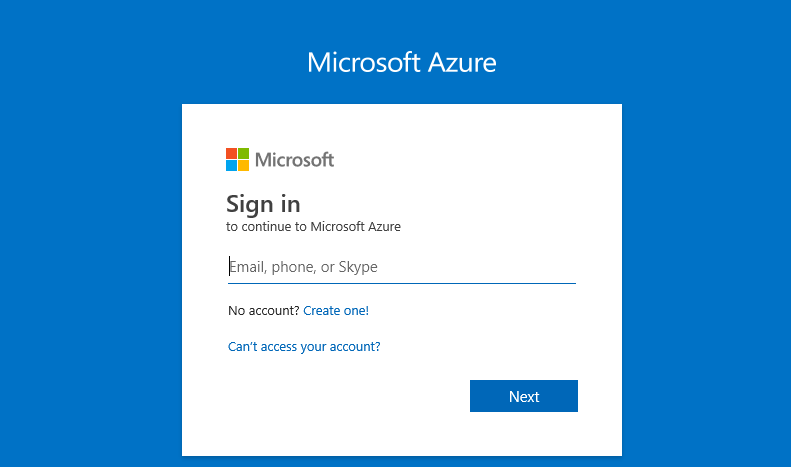 Microsoft Azure
Microsoft
Sign in
to continue to Microsoft Azure
Email, phone, or Skype
No account? Create one!
Can't access your account?
Next